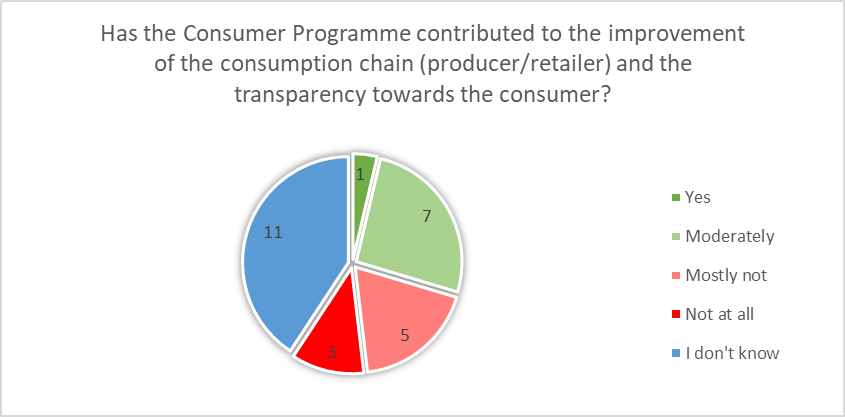 Has the Consumer Programme contributed to the improvement
of the consumption chain (producer/retailer) and the
transparency towards the consumer?
1
7
11
5
3
Yes
Moderately
Mostly not
Not at all
I don't know